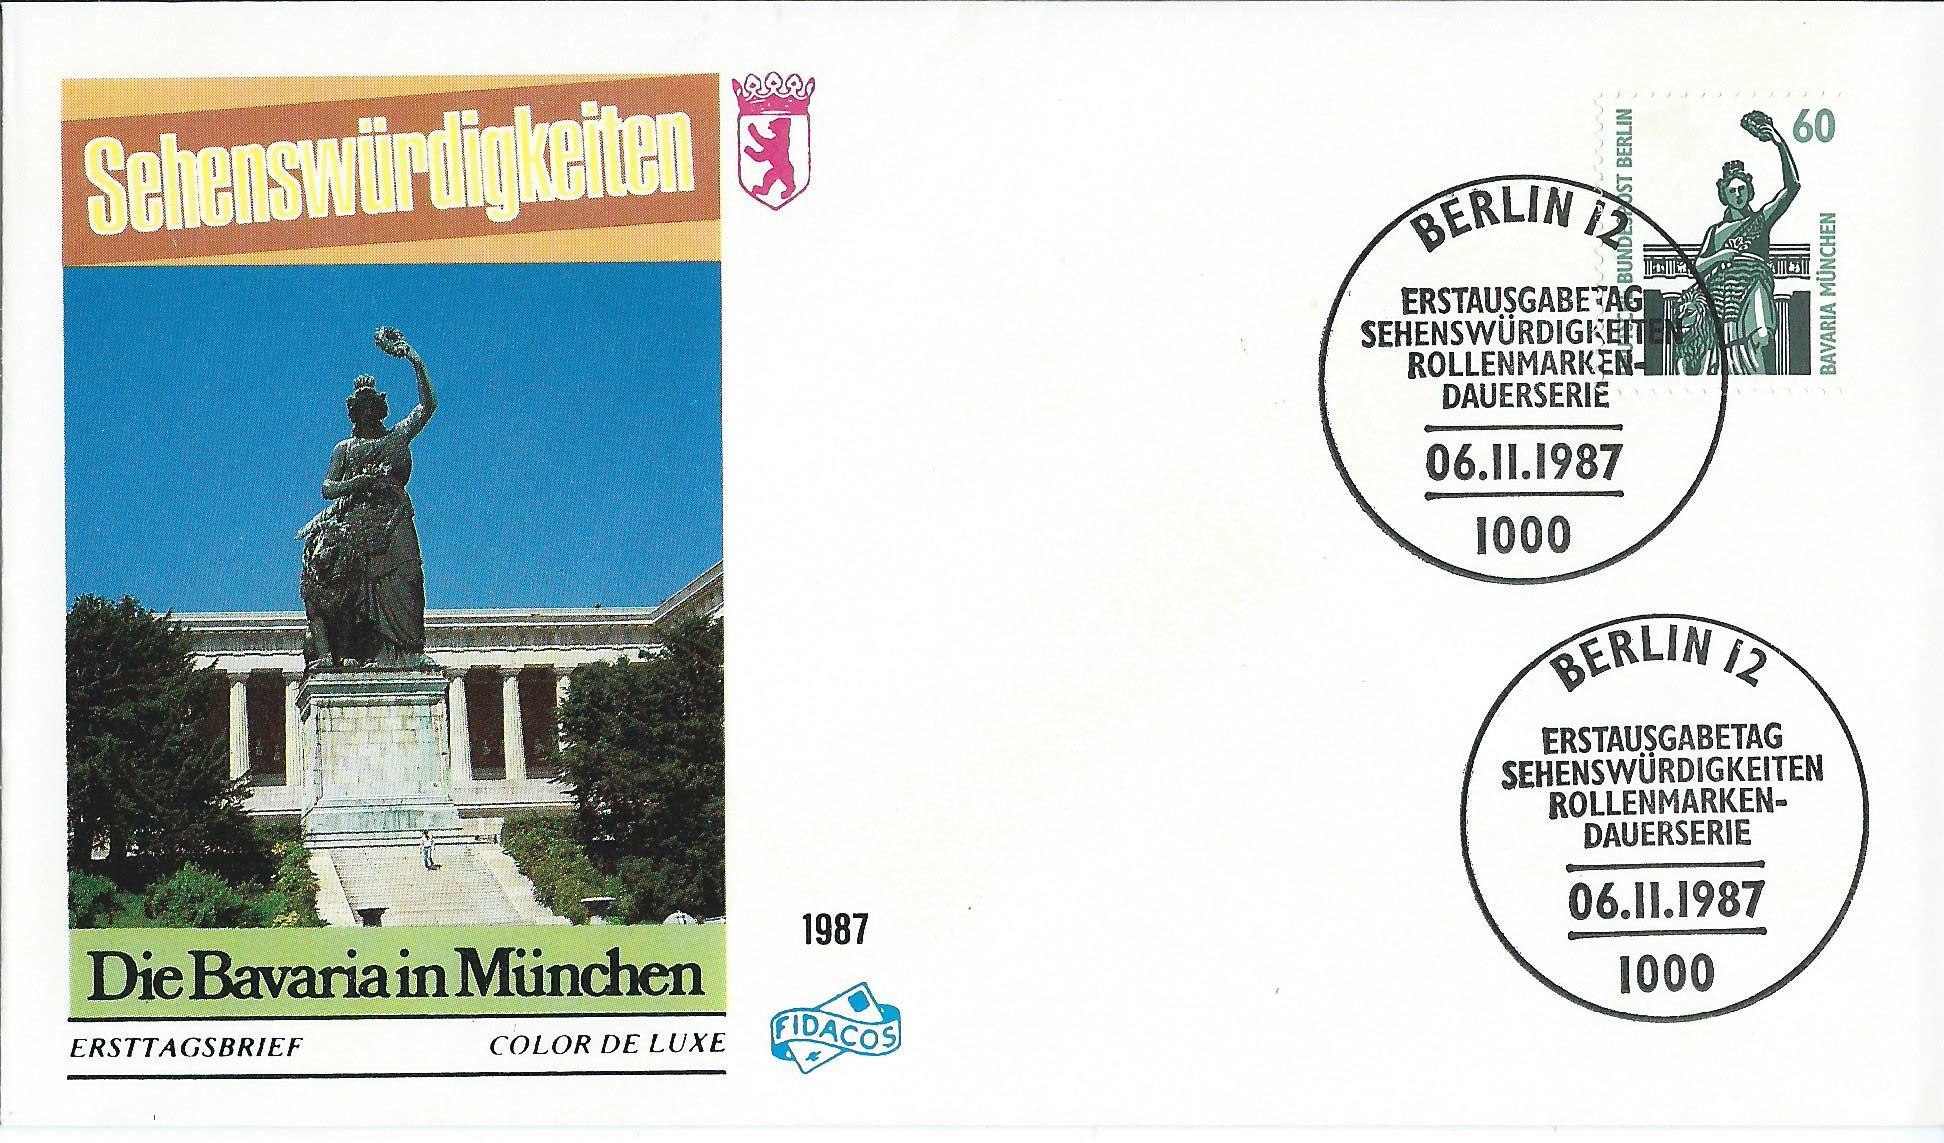 Sehenswürdigkeiten
60
DEUTSCHE BUNDESPOST BERLIN
BAVARIA MÜNCHEN
BERLIN 12
ERSTAUSGABETAG
SEHENSWÜRDIGKEITEN
ROLLENMARKEN-
DAUERSERIE
06.11.1987
1000
BERLIN 12
ERSTAUSGABETAG
SEHENSWÜRDIGKEITEN
ROLLENMARKEN-
DAUERSERIE
06.11.1987
1000
1987
Die Bavaria in München
ERSTTAGSBRIEF COLOR DE LUXE
FIDACOS